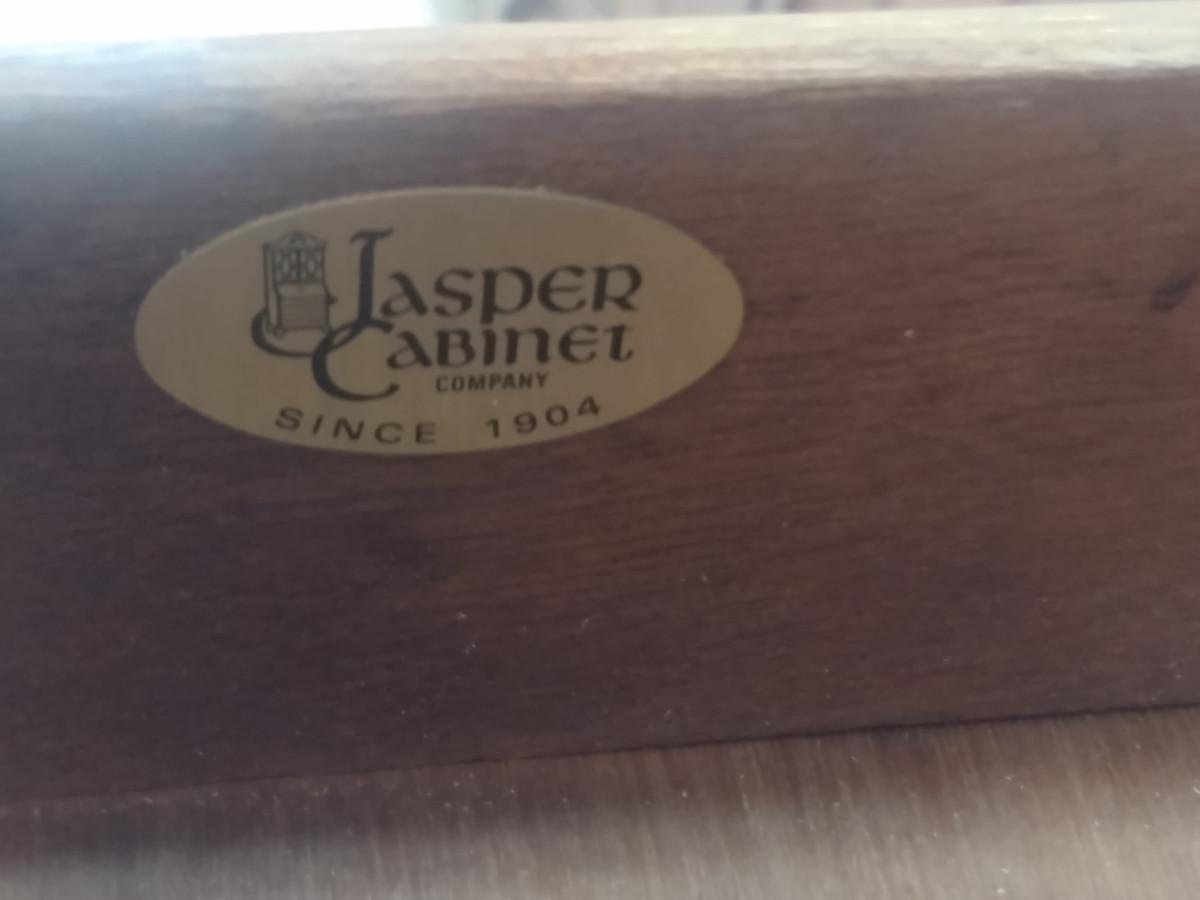 Jasper
Cabinet
COMPANY
SINCE 1904